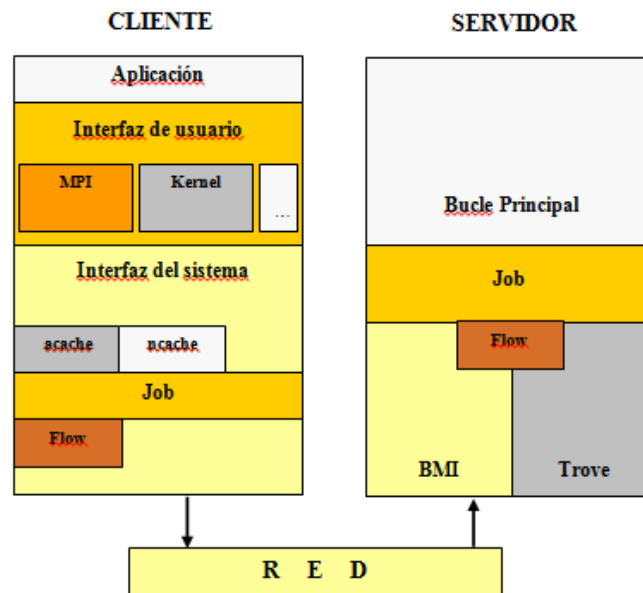 CLIENTE
Aplicación
Interfaz de usuario
MPI
Kernel
...
Interfaz del sistema
acache
ncache
Job
Flow
SERVIDOR
Bucle Principal
Job
Flow
BMI
Trove
R E D